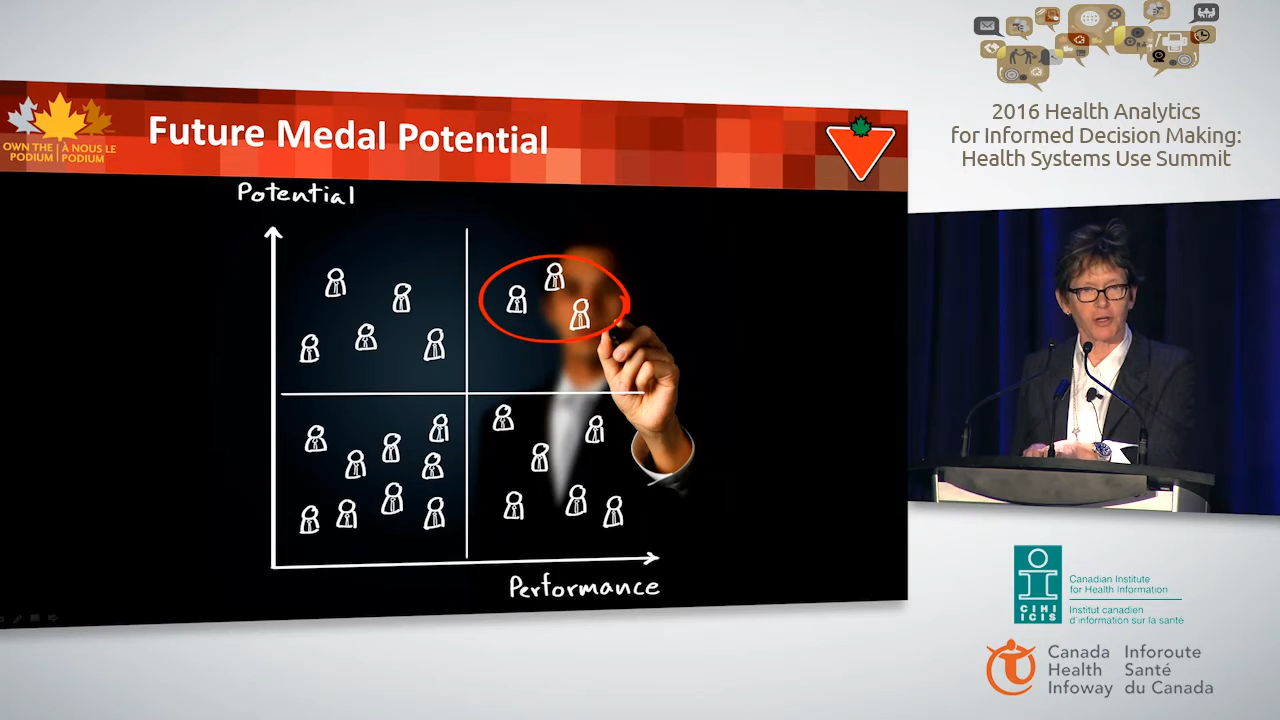 OWN THE
PODIUM
À NOUS LE
PODIUM
Future Medal Potential
Potential
Performance
2016 Health Analytics
for Informed Decision Making:
Health Systems Use Summit
CIHI
ICIS
Canadian Institute
for Health Information
Institut canadien
d'information sur la santé
Canada
Health
Infoway
Inforoute
Santé
du Canada